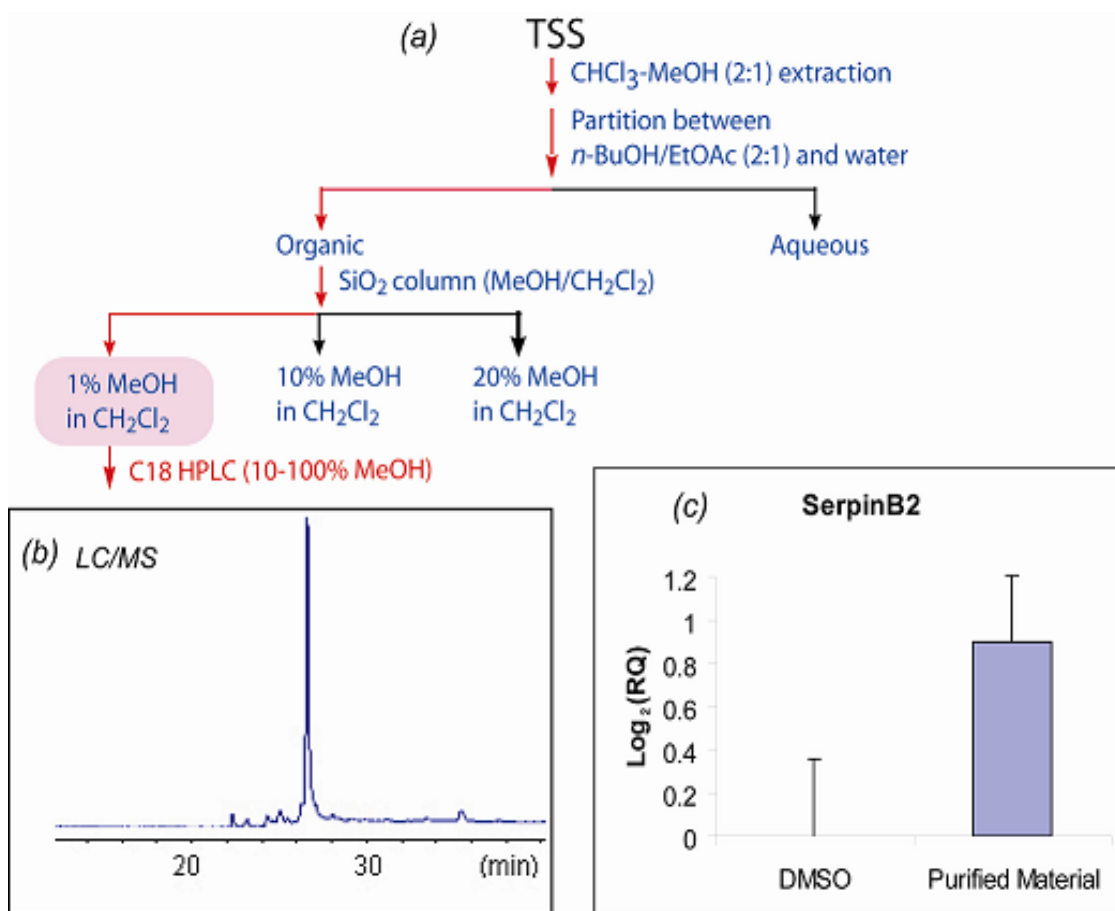 (a) TSS
CHCl₃-MeOH (2:1) extraction
Partition between
n-BuOH/EtOAc (2:1) and water
Organic
Aqueous
SiO₂ column (MeOH/CH₂Cl₂)
1% MeOH
in CH₂Cl₂
10% MeOH
in CH₂Cl₂
20% MeOH
in CH₂Cl₂
C18 HPLC (10-100% MeOH)
(b) LC/MS
20
30
(min)
(c) SerpinB2
Log₂(RQ)
1.2
1
0.8
0.6
0.4
0.2
0
DMSO
Purified Material